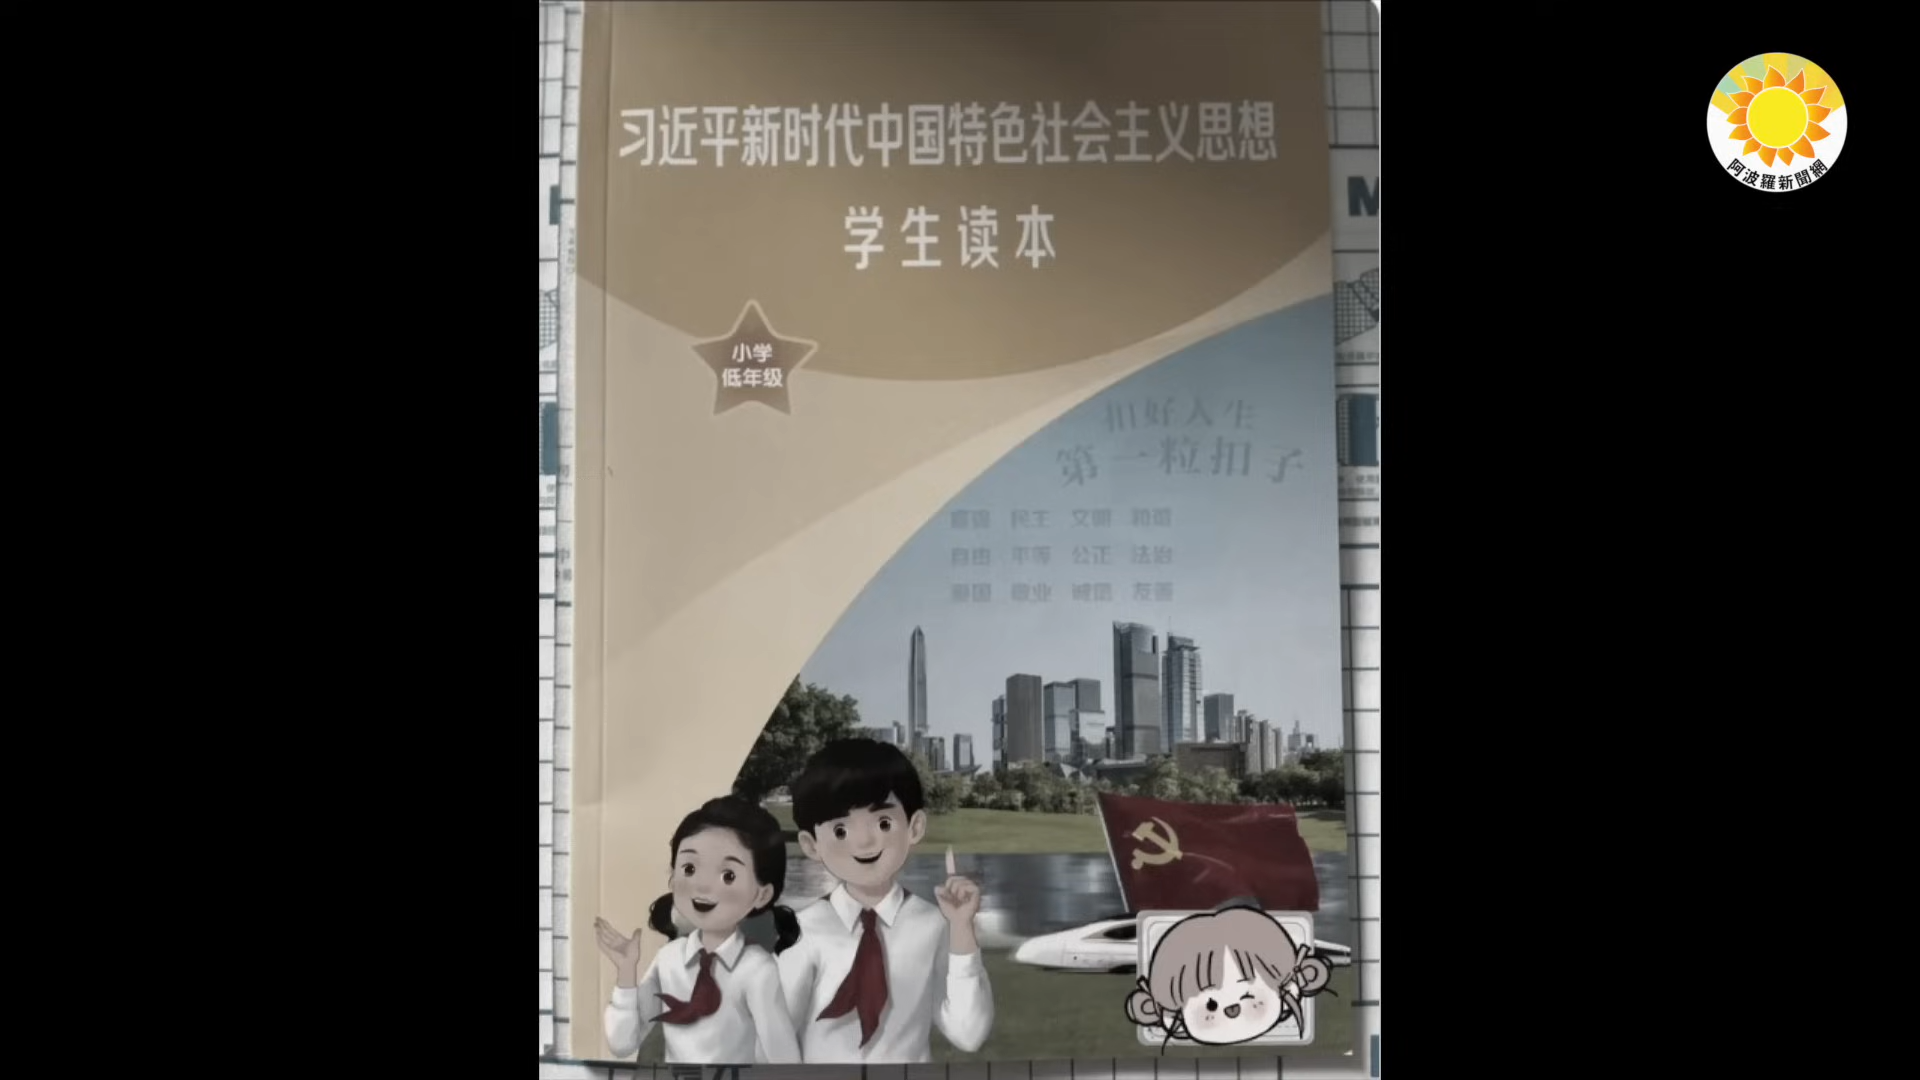 习近平新时代中国特色社会主义思想
学生读本
小学
低年级
扣好人生
第一粒扣子
富强 民主 文明 和谐
自由 平等 公正 法治
爱国 敬业 诚信 友善
阿波羅新聞網